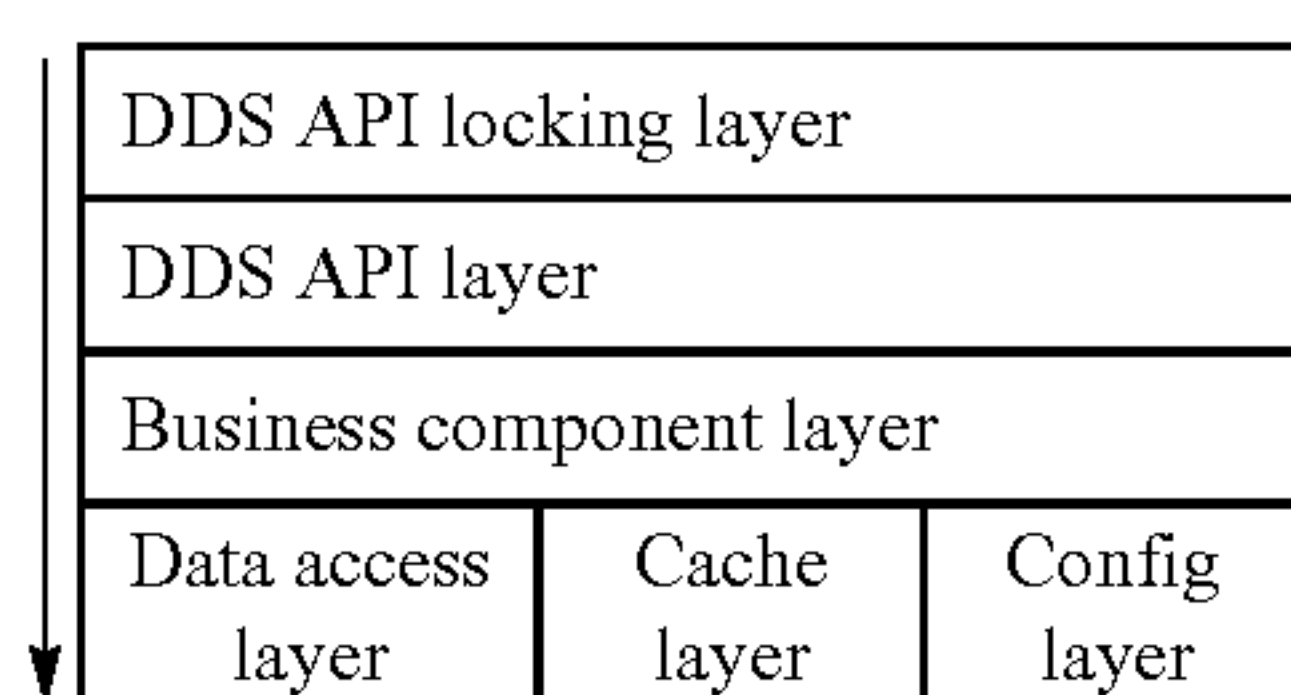 DDS API locking layer
DDS API layer
Business component layer
Data access
layer
Cache
layer
Config
layer